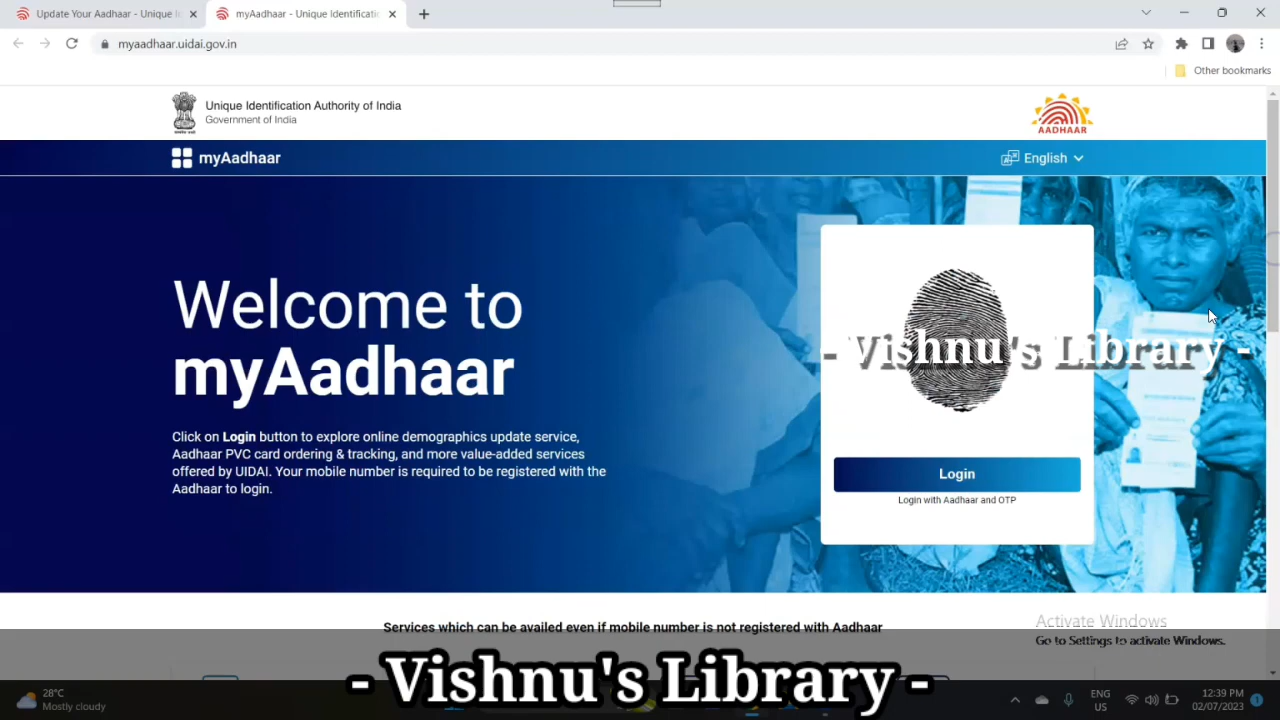 Update Your Aadhaar - Unique I
myAadhaar - Unique Identificatio
myaadhaar.uidai.gov.in
Other bookmarks
Unique Identification Authority of India
Government of India
AADHAAR
myAadhaar
English
Welcome to
myAadhaar
Click on Login button to explore online demographics update service,
Aadhaar PVC card ordering & tracking, and more value-added services
offered by UIDAI. Your mobile number is required to be registered with the
Aadhaar to login.
- Vishnu's Library -
Login
Login with Aadhaar and OTP
Services which can be availed even if mobile number is not registered with Aadhaar
Activate Windows
Go to Settings to activate Windows.
- Vishnu's Library -
28°C
Mostly cloudy
ENG
US
12:39 PM
02/07/2023
1